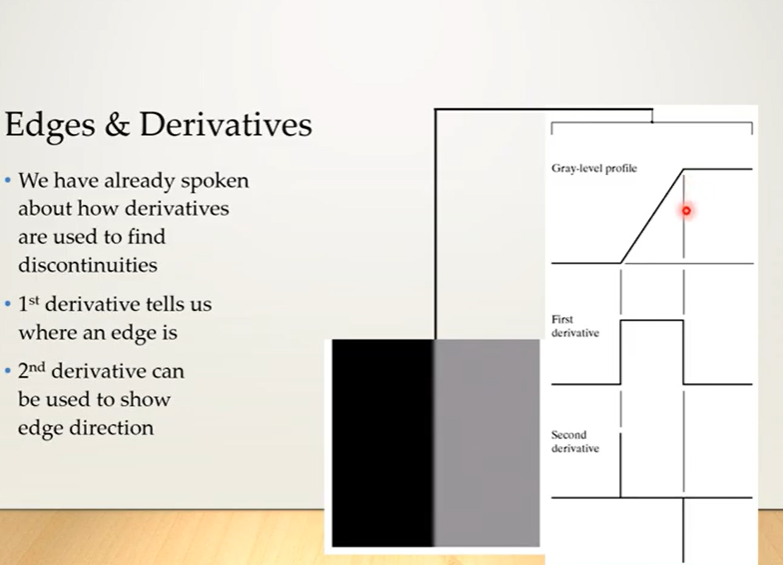 Edges & Derivatives
• We have already spoken
about how derivatives
are used to find
discontinuities
• 1st derivative tells us
where an edge is
• 2nd derivative can
be used to show
edge direction
Gray-level profile
First
derivative
Second
derivative